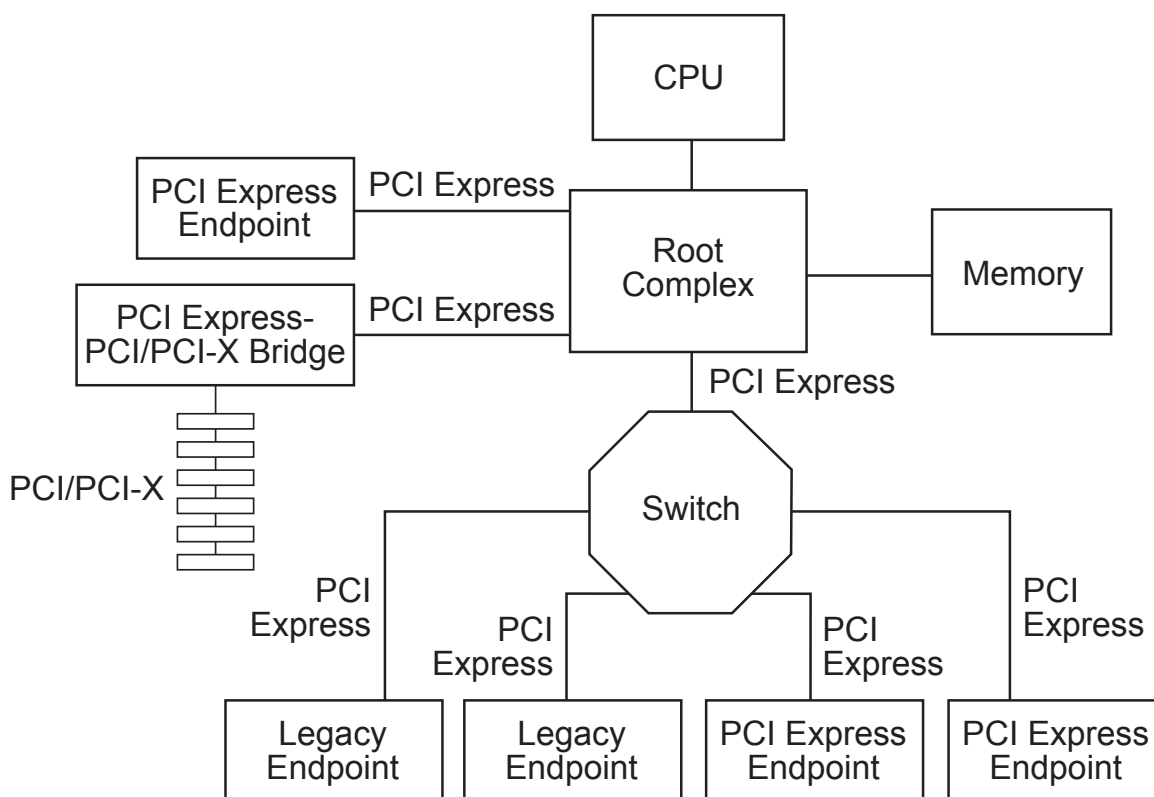 CPU
PCI Express
Endpoint
PCI Express
Root
Complex
Memory
PCI Express-
PCI/PCI-X Bridge
PCI Express
PCI Express
PCI/PCI-X
Switch
PCI
Express
PCI
Express
PCI
Express
PCI
Express
Legacy
Endpoint
Legacy
Endpoint
PCI Express
Endpoint
PCI Express
Endpoint